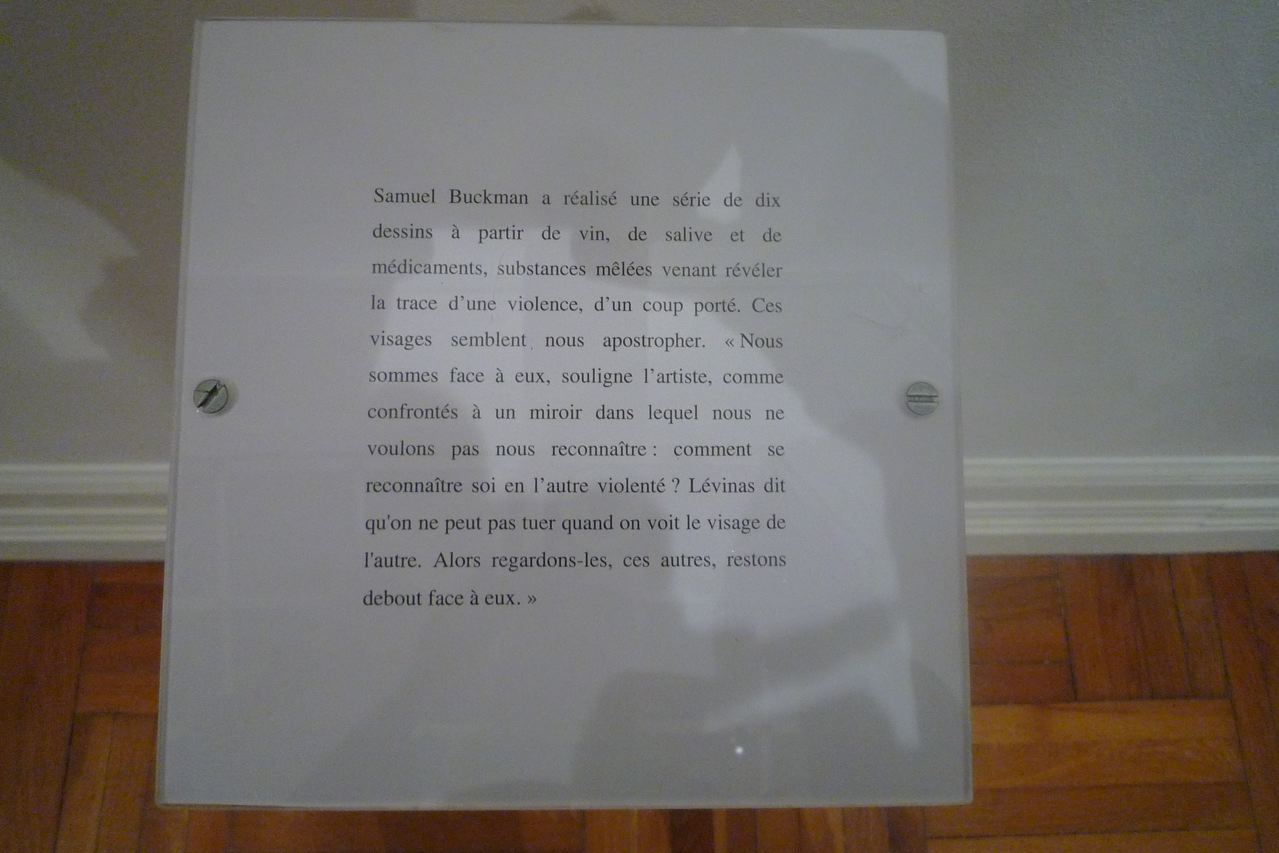 Samuel Buckman a réalisé une série de dix
dessins à partir de vin, de salive et de
médicaments, substances mêlées venant révéler
la trace d’une violence, d’un coup porté. Ces
visages semblent nous apostropher. « Nous
sommes face à eux, souligne l’artiste, comme
confrontés à un miroir dans lequel nous ne
voulons pas nous reconnaître : comment se
reconnaître soi en l’autre violenté ? Lévinas dit
qu'on ne peut pas tuer quand on voit le visage de
l'autre. Alors regardons-les, ces autres, restons
debout face à eux. »